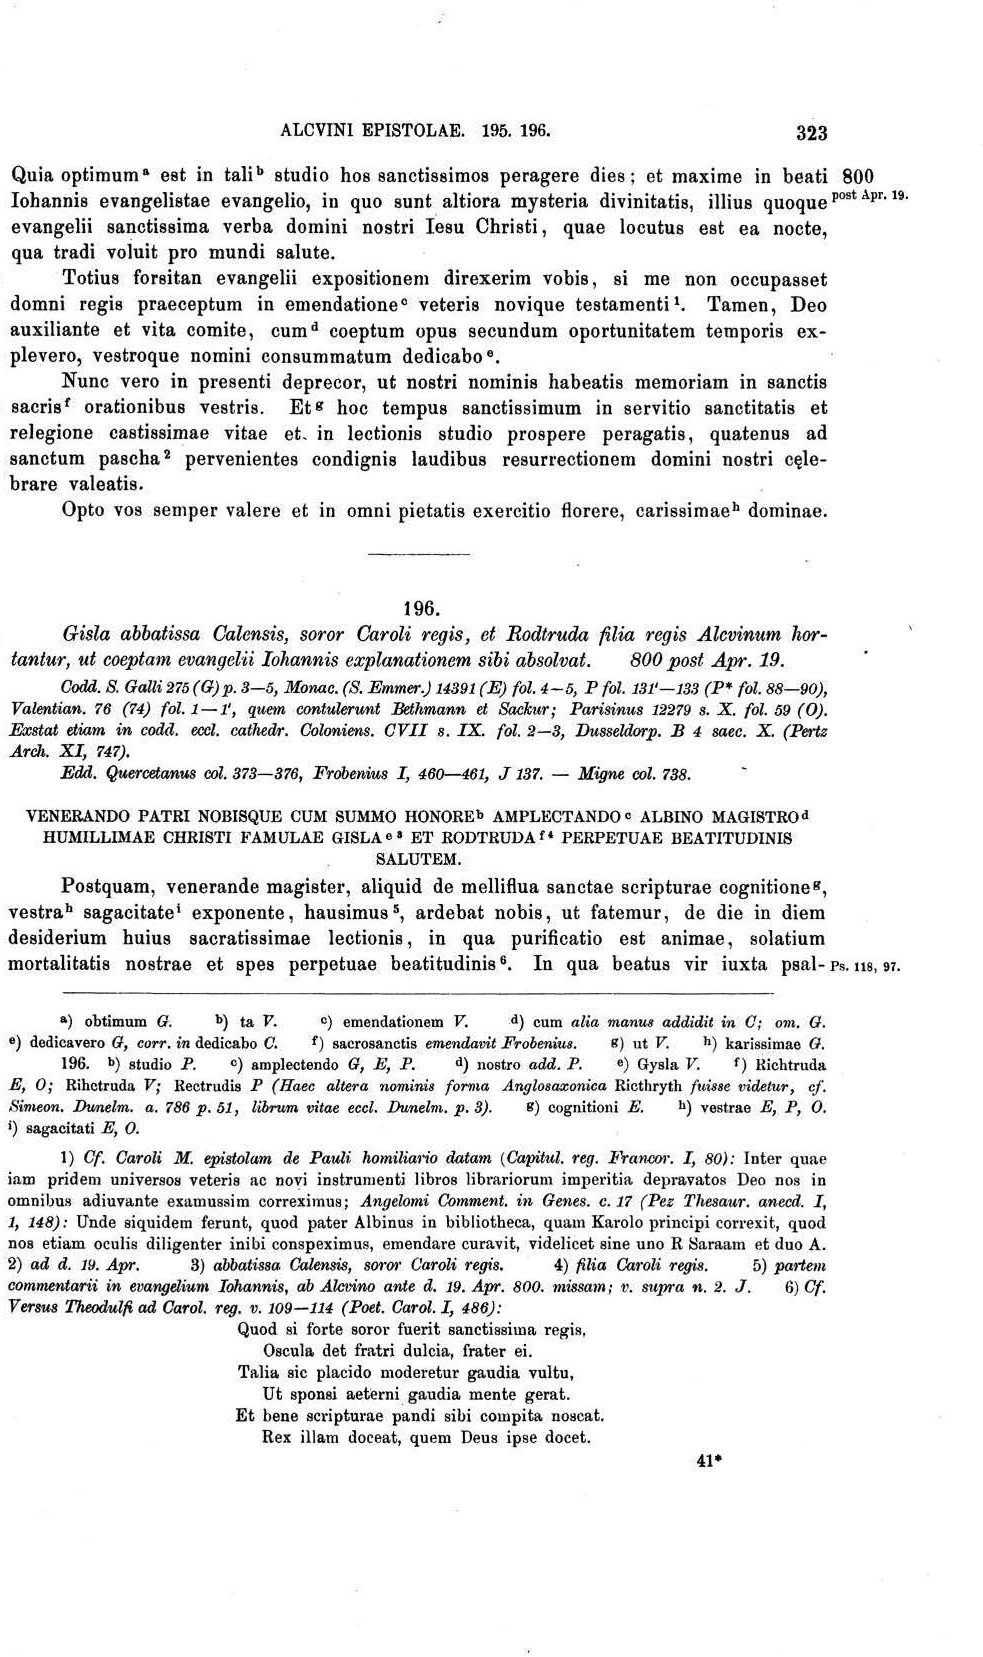 ALCVINI EPISTOLAE. 195. 196. 323
Quia optimum a est in tali b studio hos sanctissimos peragere dies; et maxime in beati 800
Iohannis evangelistae evangelio, in quo sunt altiora mysteria divinitatis, illius quoque post Apr. 19.
evangelii sanctissima verba domini nostri Iesu Christi, quae locutus est ea nocte,
qua tradi voluit pro mundi salute.
Totius forsitan evangelii expositionem direxerim vobis, si me non occupasset
domni regis praeceptum in emendatione c veteris novique testamenti 1. Tamen, Deo
auxiliante et vita comite, cum d coeptum opus secundum oportunitatem temporis ex-
plevero, vestroque nomini consummatum dedicabo e.
Nunc vero in presenti deprecor, ut nostri nominis habeatis memoriam in sanctis
sacris f orationibus vestris. Et g hoc tempus sanctissimum in servitio sanctitatis et
relegione castissimae vitae et in lectionis studio prospere peragatis, quatenus ad
sanctum pascha 2 pervenientes condignis laudibus resurrectionem domini nostri cęle-
brare valeatis.
Opto vos semper valere et in omni pietatis exercitio florere, carissimae h dominae.
196.
Gisla abbatissa Calensis, soror Caroli regis, et Rodtruda filia regis Alcvinum hor-
tantur, ut coeptam evangelii Iohannis explanationem sibi absolvat. 800 post Apr. 19.
Codd. S. Galli 275 (G) p. 3—5, Monac. (S. Emmer.) 14391 (E) fol. 4—5, P fol. 131'—133 (P* fol. 88—90),
Valentian. 76 (74) fol. 1—1', quem contulerunt Bethmann et Sackur; Parisinus 12279 s. X. fol. 59 (O).
Exstat etiam in codd. eccl. cathedr. Coloniens. CVII s. IX. fol. 2—3, Dusseldorp. B 4 saec. X. (Pertz
Arch. XI, 747).
Edd. Quercetanus col. 373—376, Frobenius I, 460—461, J 137. — Migne col. 738.
VENERANDO PATRI NOBISQUE CUM SUMMO HONORE b AMPLECTANDO c ALBINO MAGISTRO d
HUMILLIMAE CHRISTI FAMULAE GISLA e 3 ET RODTRUDA f 4 PERPETUAE BEATITUDINIS
SALUTEM.
Postquam, venerande magister, aliquid de melliflua sanctae scripturae cognitione g,
vestra h sagacitate i exponente, hausimus 5, ardebat nobis, ut fatemur, de die in diem
desiderium huius sacratissimae lectionis, in qua purificatio est animae, solatium
mortalitatis nostrae et spes perpetuae beatitudinis 6. In qua beatus vir iuxta psal- Ps. 118, 97.
a) obtimum G. b) ta V. c) emendationem V. d) cum alia manus addidit in C; om. G.
e) dedicavero G, corr. in dedicabo C. f) sacrosanctis emendavit Frobenius. g) ut V. h) karissimae G.
196. b) studio P. c) amplectendo G, E, P. d) nostro add. P. e) Gysla V. f) Richtruda
E, O; Rihctruda V; Rectrudis P (Haec altera nominis forma Anglosaxonica Ricthryth fuisse videtur, cf.
Simeon. Dunelm. a. 786 p. 51, librum vitae eccl. Dunelm. p. 3). g) cognitioni E. h) vestrae E, P, O.
i) sagacitati E, O.
1) Cf. Caroli M. epistolam de Pauli homiliario datam (Capitul. reg. Francor. I, 80): Inter quae
iam pridem universos veteris ac novi instrumenti libros librariorum imperitia depravatos Deo nos in
omnibus adiuvante examussim correximus; Angelomi Comment. in Genes. c. 17 (Pez Thesaur. anecd. I,
1, 148): Unde siquidem ferunt, quod pater Albinus in bibliotheca, quam Karolo principi correxit, quod
nos etiam oculis diligenter inibi conspeximus, emendare curavit, videlicet sine uno R Saraam et duo A.
2) ad d. 19. Apr. 3) abbatissa Calensis, soror Caroli regis. 4) filia Caroli regis. 5) partem
commentarii in evangelium Iohannis, ab Alcvino ante d. 19. Apr. 800. missam; v. supra n. 2. J. 6) Cf.
Versus Theodulfi ad Carol. reg. v. 109—114 (Poet. Carol. I, 486):
Quod si forte soror fuerit sanctissima regis,
Oscula det fratri dulcia, frater ei.
Talia sic placido moderetur gaudia vultu,
Ut sponsi aeterni gaudia mente gerat.
Et bene scripturae pandi sibi compita noscat.
Rex illam doceat, quem Deus ipse docet.
41*